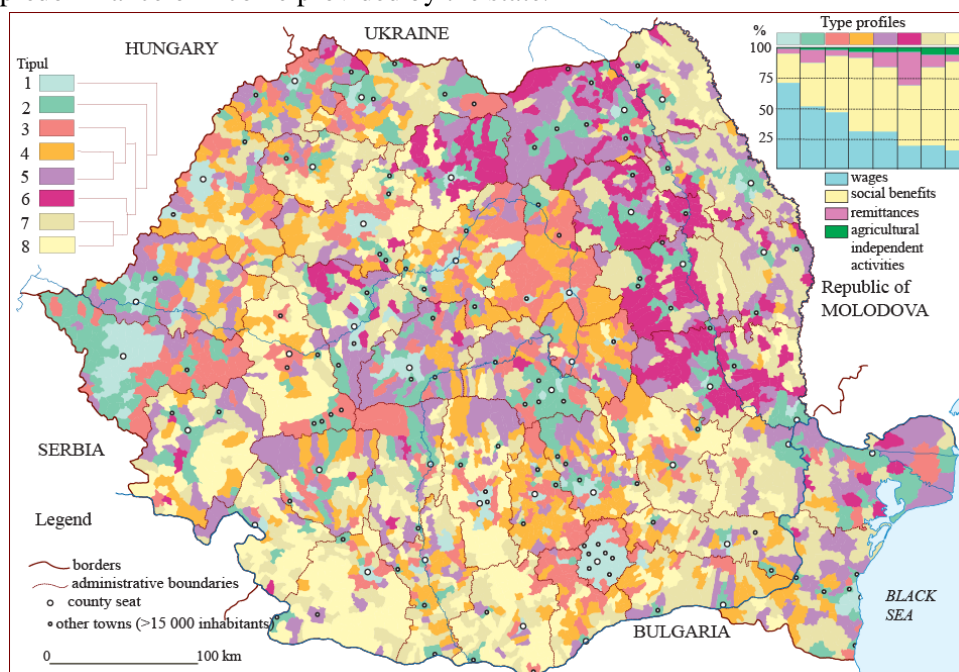 HUNGARY
UKRAINE
Tipul
1
2
3
4
5
6
7
8
Type profiles
%
100
75
50
25
wages
social benefits
remittances
agricultural
independent
activities
Republic of
MOLODOVA
SERBIA
Legend
borders
administrative boundaries
county seat
other towns (>15 000 inhabitants)
0 100 km
BULGARIA
BLACK
SEA